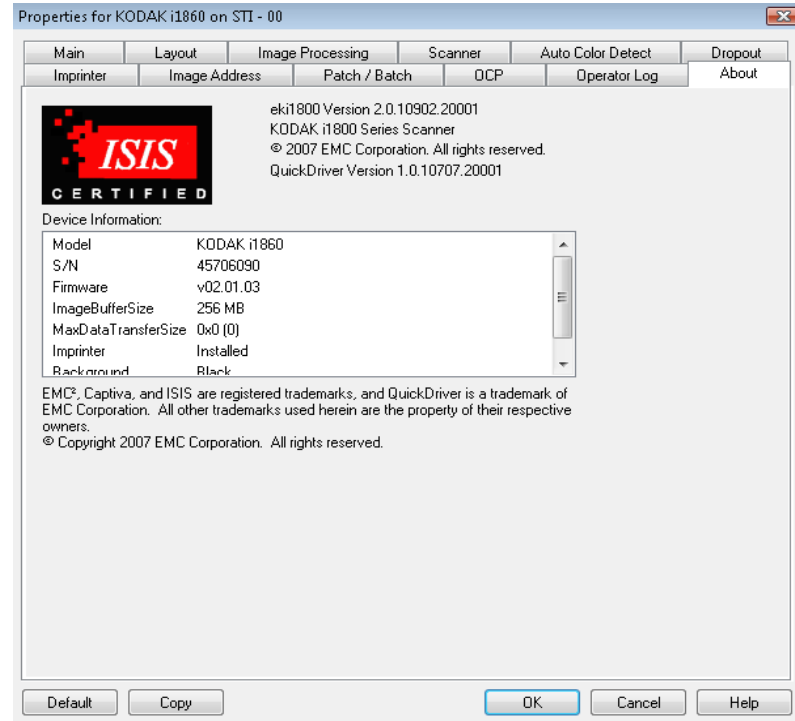 Properties for KODAK i1860 on STI - 00
Main Layout Image Processing Scanner Auto Color Detect Dropout
Imprinter Image Address Patch / Batch OCP Operator Log About
ISIS
CERTIFIED
eki1800 Version 2.0.10902.20001
KODAK i1800 Series Scanner
© 2007 EMC Corporation. All rights reserved.
QuickDriver Version 1.0.10707.20001
Device Information:
Model KODAK i1860
S/N 45706090
Firmware v02.01.03
ImageBufferSize 256 MB
MaxDataTransferSize 0x0 (0)
Imprinter Installed
Background Black
EMC², Captiva, and ISIS are registered trademarks, and QuickDriver is a trademark of
EMC Corporation. All other trademarks used herein are the property of their respective
owners.
© Copyright 2007 EMC Corporation. All rights reserved.
Default Copy OK Cancel Help